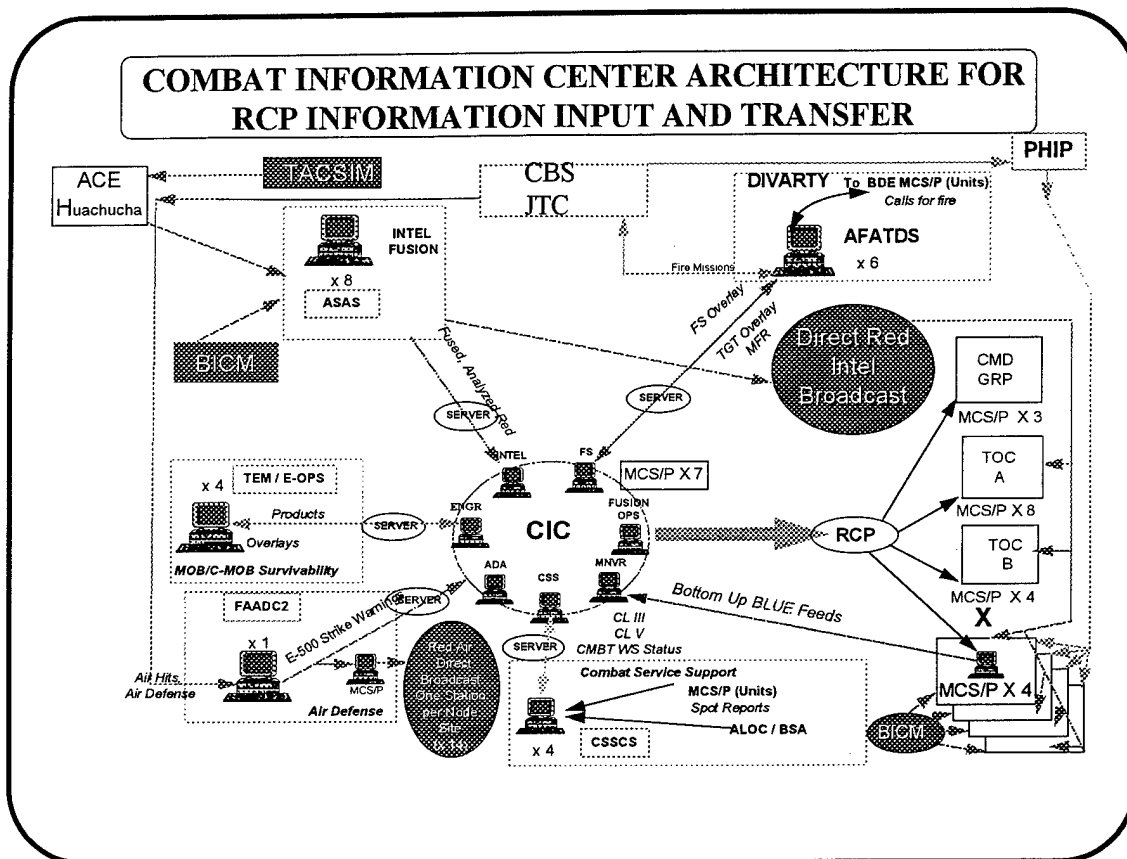 COMBAT INFORMATION CENTER ARCHITECTURE FOR
RCP INFORMATION INPUT AND TRANSFER
ACE
Huachucha
TACSIM
CBS
JTC
PHIP
DIVARTY
To BDE MCS/P (Units)
Calls for fire
AFATDS
x 6
Fire Missions
INTEL
FUSION
x 8
ASAS
BICM
FS Overlay
TGT Overlay
MFR
Direct Red
Intel
Broadcast
Fused, Analyzed Red
SERVER
SERVER
CMD
GRP
MCS/P X 3
TOC
A
MCS/P X 8
TOC
B
MCS/P X 4
X
MCS/P X 4
BICM
RCP
INTEL
FS
MCS/P X 7
FUSION
OPS
ENGR
CIC
ADA
CSS
MNVR
TEM / E-OPS
x 4
Products
Overlays
SERVER
MOB/C-MOB Survivability
FAADC2
x 1
E-500 Strike Warning
SERVER
Air Hits,
Air Defense
MCS/P
Air Defense
Red Air
Direct
Broadcast
One Station
per Node
SERVER
CL III
CL V
CMBT WS Status
Bottom Up BLUE Feeds
Combat Service Support
MCS/P (Units)
Spot Reports
ALOC / BSA
x 4
CSSCS